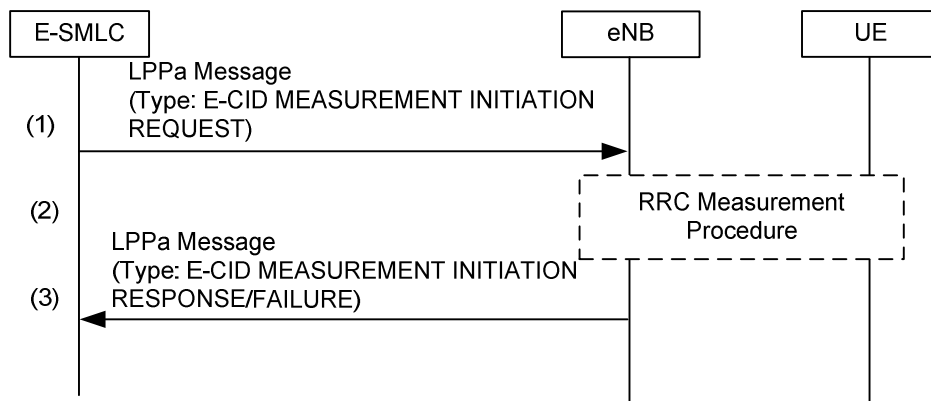 E-SMLC
eNB
UE
LPPa Message
(Type: E-CID MEASUREMENT INITIATION
REQUEST)
(1)
(2)
RRC Measurement
Procedure
LPPa Message
(Type: E-CID MEASUREMENT INITIATION
RESPONSE/FAILURE)
(3)